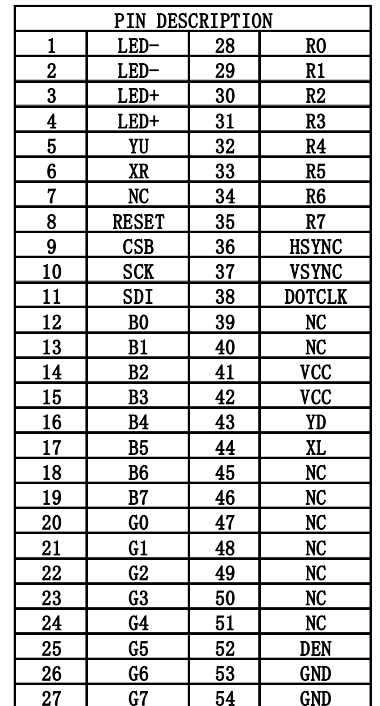 PIN DESCRIPTION
1 LED- 28 R0
2 LED- 29 R1
3 LED+ 30 R2
4 LED+ 31 R3
5 YU 32 R4
6 XR 33 R5
7 NC 34 R6
8 RESET 35 R7
9 CSB 36 HSYNC
10 SCK 37 VSYNC
11 SDI 38 DOTCLK
12 B0 39 NC
13 B1 40 NC
14 B2 41 VCC
15 B3 42 VCC
16 B4 43 YD
17 B5 44 XL
18 B6 45 NC
19 B7 46 NC
20 G0 47 NC
21 G1 48 NC
22 G2 49 NC
23 G3 50 NC
24 G4 51 NC
25 G5 52 DEN
26 G6 53 GND
27 G7 54 GND